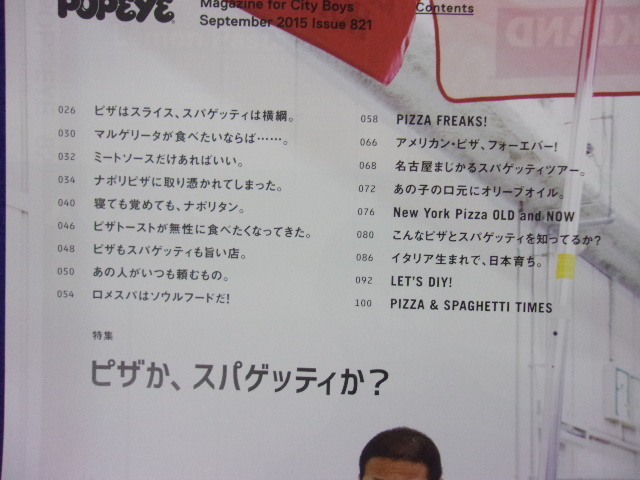 POPEYE
Magazine for City Boys
September 2015 Issue 821
Contents
026 ピザはスライス、スパゲッティは横綱。
030 マルゲリータが食べたいならば……。
032 ミートソースだけあればいい。
034 ナポリピザに取り憑かれてしまった。
040 寝ても覚めても、ナポリタン。
046 ピザトーストが無性に食べたくなってきた。
048 ピザもスパゲッティも旨い店。
050 あの人がいつも頼むもの。
054 ロメスパはソウルフードだ!
058 PIZZA FREAKS!
066 アメリカン・ピザ、フォーエバー!
068 名古屋まじかるスパゲッティツアー。
072 あの子の口元にオリーブオイル。
076 New York Pizza OLD and NOW
080 こんなピザとスパゲッティを知ってるか?
086 イタリア生まれで、日本育ち。
092 LET'S DIY!
100 PIZZA & SPAGHETTI TIMES
特集
ピザか、スパゲッティか?